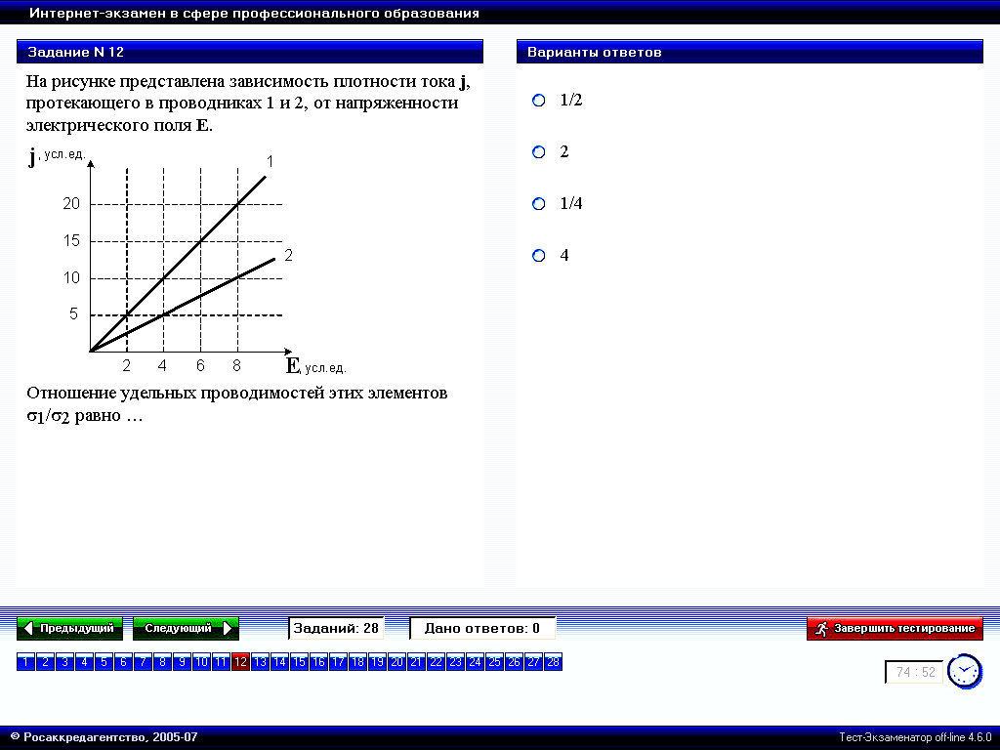 Интернет-экзамен в сфере профессионального образования
Задание N 12
На рисунке представлена зависимость плотности тока j,
протекающего в проводниках 1 и 2, от напряженности
электрического поля E.
j, усл.ед.
1
20
15
2
10
5
2 4 6 8 E, усл.ед.
Отношение удельных проводимостей этих элементов
σ1/σ2 равно …
Варианты ответов
1/2
2
1/4
4
Предыдущий Следующий Заданий: 28 Дано ответов: 0 Завершить тестирование
1 2 3 4 5 6 7 8 9 10 11 12 13 14 15 16 17 18 19 20 21 22 23 24 25 26 27 28
74 : 52
© Росаккредагентство, 2005-07 Тест-Экзаменатор off-line 4.6.0